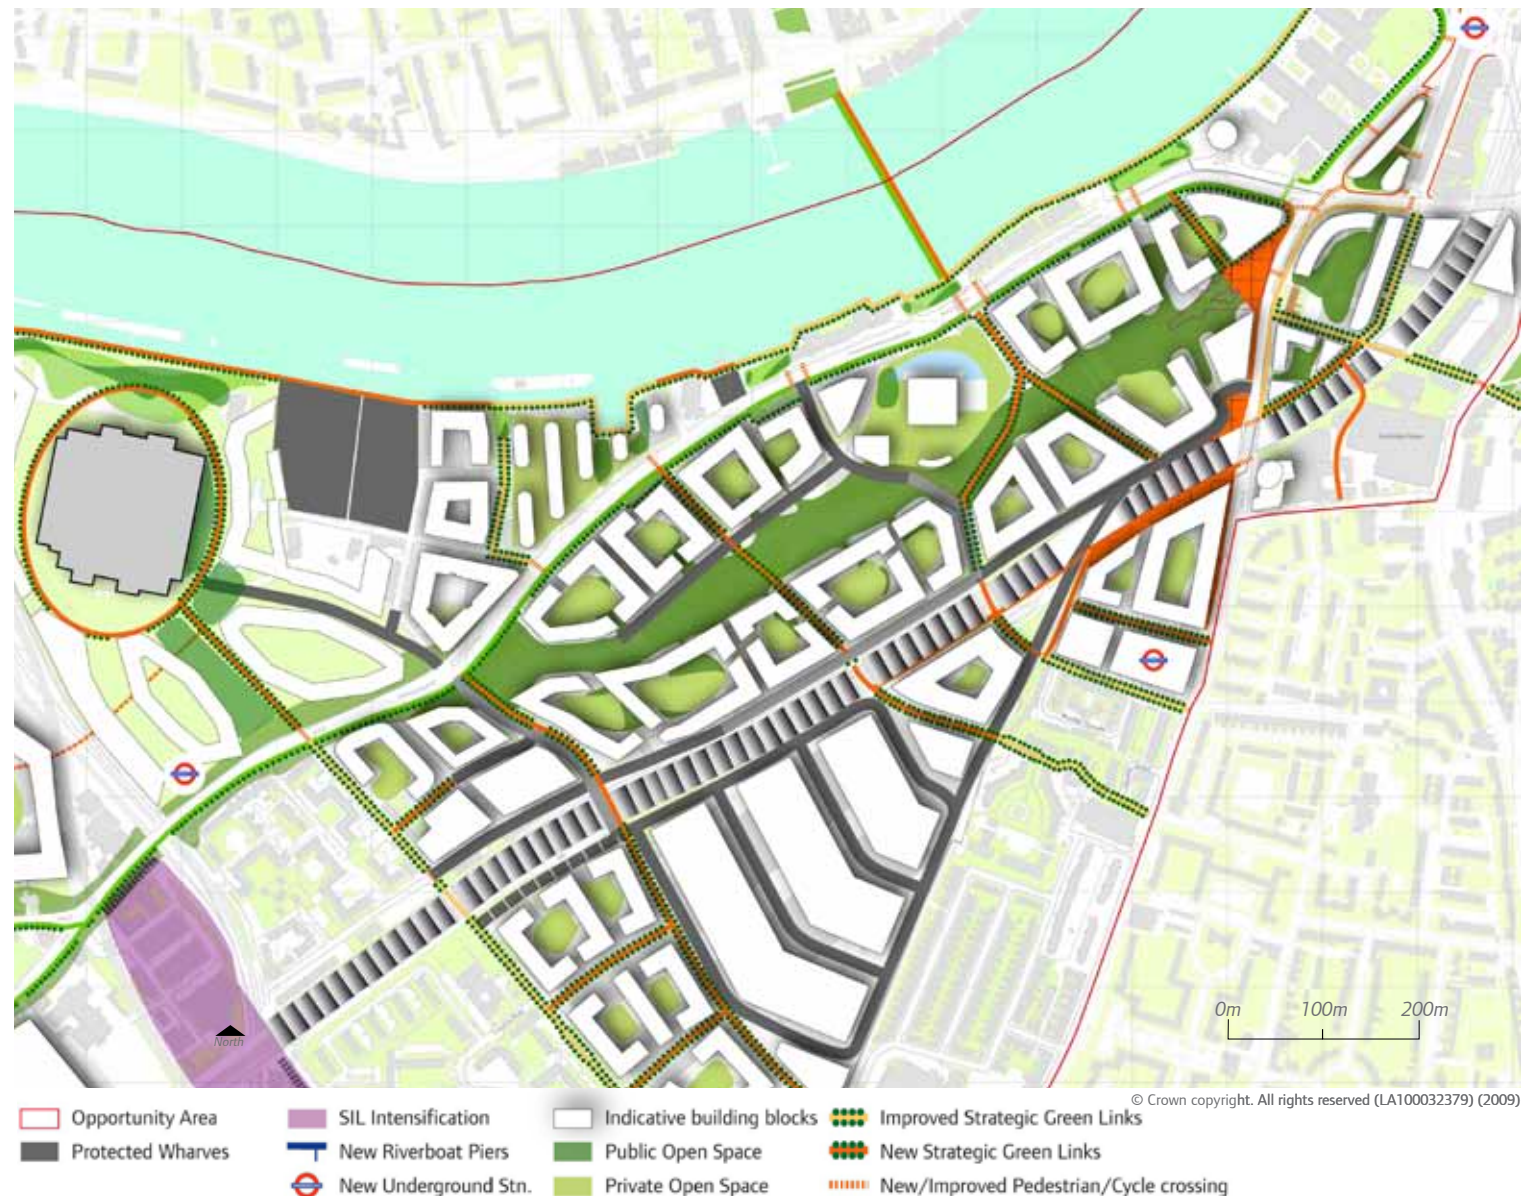 North
0m 100m 200m
© Crown copyright. All rights reserved (LA100032379) (2009)
Opportunity Area
SIL Intensification
Indicative building blocks
Improved Strategic Green Links
Protected Wharves
New Riverboat Piers
Public Open Space
New Strategic Green Links
New Underground Stn.
Private Open Space
New/Improved Pedestrian/Cycle crossing